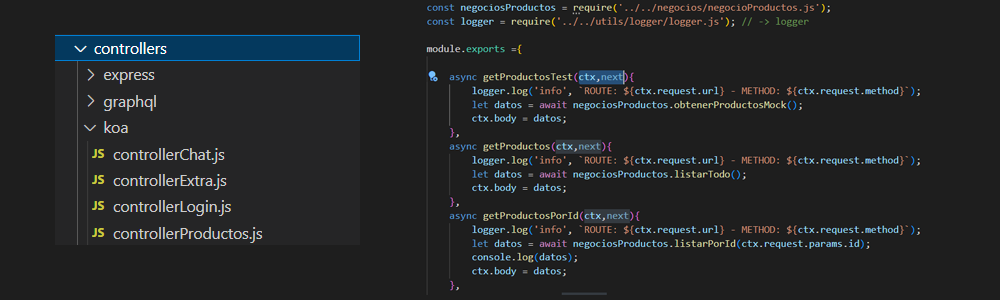 controllers
express
graphql
koa
JS controllerChat.js
JS controllerExtra.js
JS controllerLogin.js
JS controllerProductos.js
const negociosProductos = require('../../negocios/negocioProductos.js');
const logger = require('../../utils/logger/logger.js'); // -> logger
module.exports ={
async getProductosTest(ctx,next){
logger.log('info', `ROUTE: ${ctx.request.url} - METHOD: ${ctx.request.method}`);
let datos = await negociosProductos.obtenerProductosMock();
ctx.body = datos;
},
async getProductos(ctx,next){
logger.log('info', `ROUTE: ${ctx.request.url} - METHOD: ${ctx.request.method}`);
let datos = await negociosProductos.listarTodo();
ctx.body = datos;
},
async getProductosPorId(ctx,next){
logger.log('info', `ROUTE: ${ctx.request.url} - METHOD: ${ctx.request.method}`);
let datos = await negociosProductos.listarPorId(ctx.request.params.id);
console.log(datos);
ctx.body = datos;
},